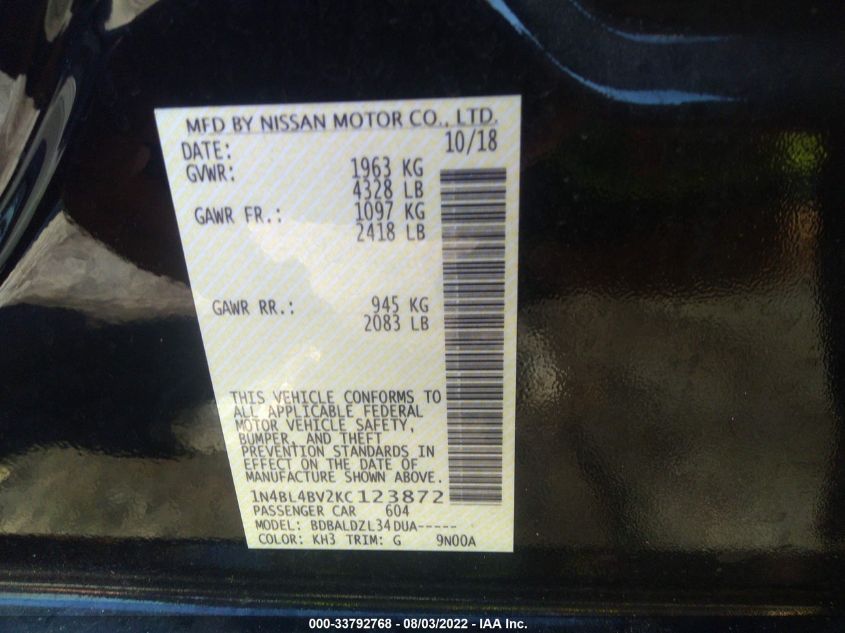 MFD BY NISSAN MOTOR CO., LTD.
DATE: 10/18
GVWR: 1963 KG
4328 LB
GAWR FR.: 1097 KG
2418 LB
GAWR RR.: 945 KG
2083 LB
THIS VEHICLE CONFORMS TO
ALL APPLICABLE FEDERAL
MOTOR VEHICLE SAFETY,
BUMPER, AND THEFT
PREVENTION STANDARDS IN
EFFECT ON THE DATE OF
MANUFACTURE SHOWN ABOVE.
1N4BL4BV2KC123872
PASSENGER CAR 604
MODEL: BDBALDZL34DUA-----
COLOR: KH3 TRIM: G 9N00A
000-33792768 - 08/03/2022 - IAA Inc.